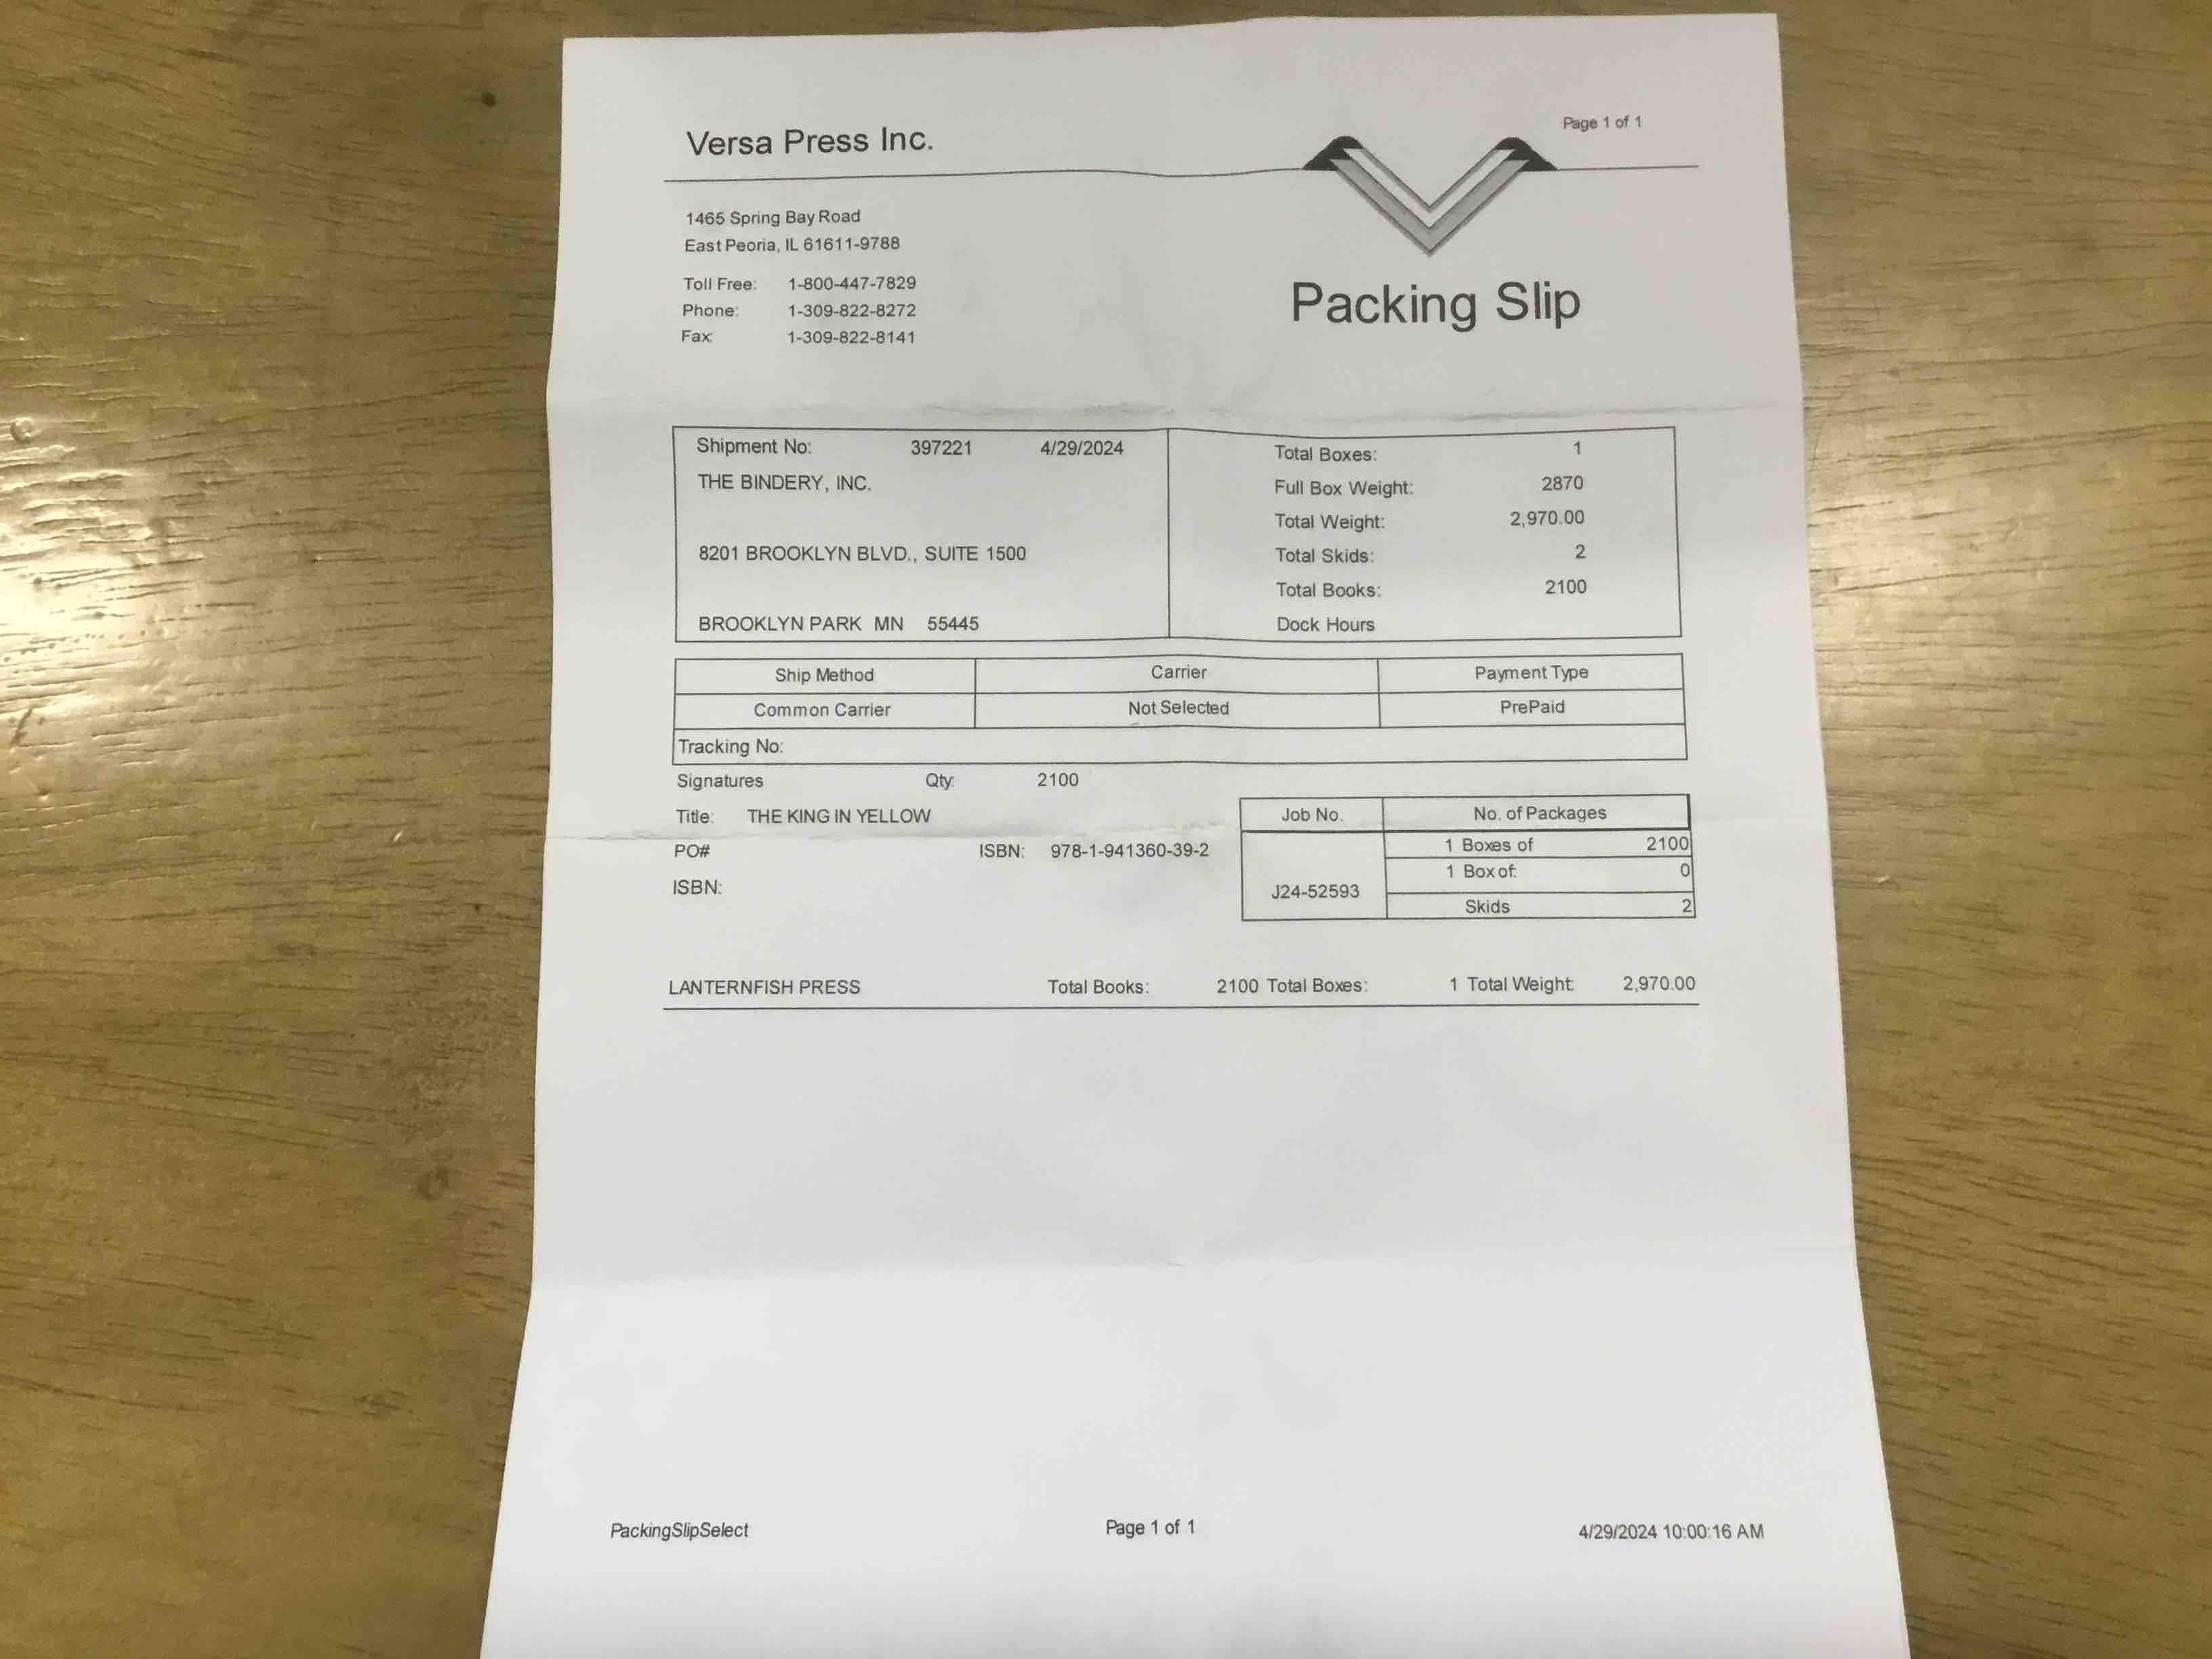 Page 1 of 1
Versa Press Inc.
1465 Spring Bay Road
East Peoria, IL 61611-9788
Toll Free: 1-800-447-7829
Phone: 1-309-822-8272
Fax: 1-309-822-8141
Packing Slip
Shipment No: 397221 4/29/2024
THE BINDERY, INC.
8201 BROOKLYN BLVD., SUITE 1500
BROOKLYN PARK MN 55445
Total Boxes: 1
Full Box Weight: 2870
Total Weight: 2,970.00
Total Skids: 2
Total Books: 2100
Dock Hours
Ship Method Carrier Payment Type
Common Carrier Not Selected PrePaid
Tracking No:
Signatures Qty: 2100
Title: THE KING IN YELLOW
PO# ISBN: 978-1-941360-39-2
ISBN:
Job No. No. of Packages
J24-52593
1 Boxes of 2100
1 Box of: 0
Skids 2
LANTERNFISH PRESS Total Books: 2100 Total Boxes: 1 Total Weight: 2,970.00
PackingSlipSelect Page 1 of 1 4/29/2024 10:00:16 AM